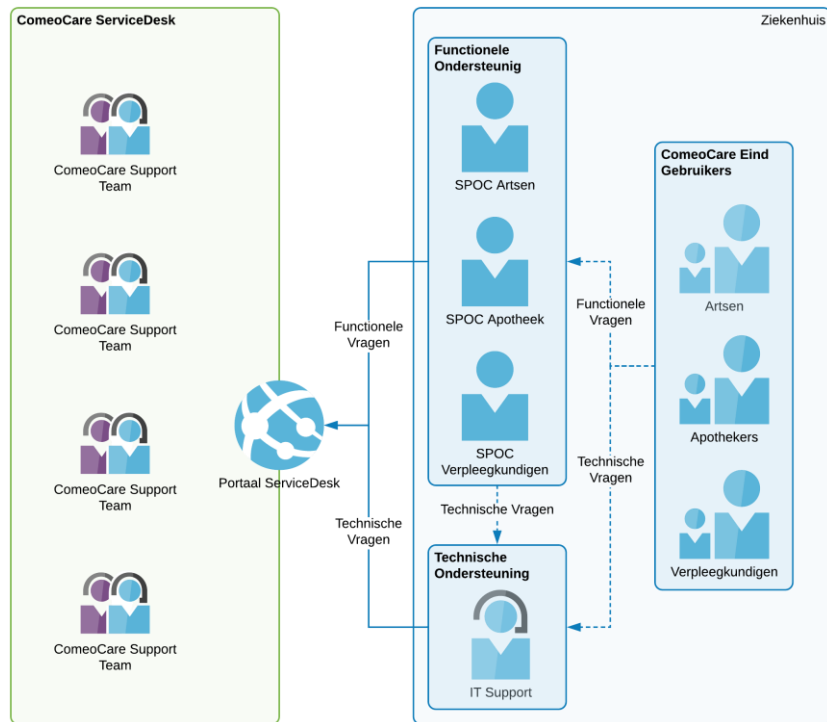 ComeoCare ServiceDesk
ComeoCare Support
Team
ComeoCare Support
Team
ComeoCare Support
Team
ComeoCare Support
Team
Portaal ServiceDesk
Functionele
Vragen
Technische
Vragen
Ziekenhuis
Functionele
Ondersteunig
SPOC Artsen
SPOC Apotheek
SPOC
Verpleegkundigen
Technische Vragen
Technische
Ondersteuning
IT Support
Functionele
Vragen
Technische
Vragen
ComeoCare Eind
Gebruikers
Artsen
Apothekers
Verpleegkundigen